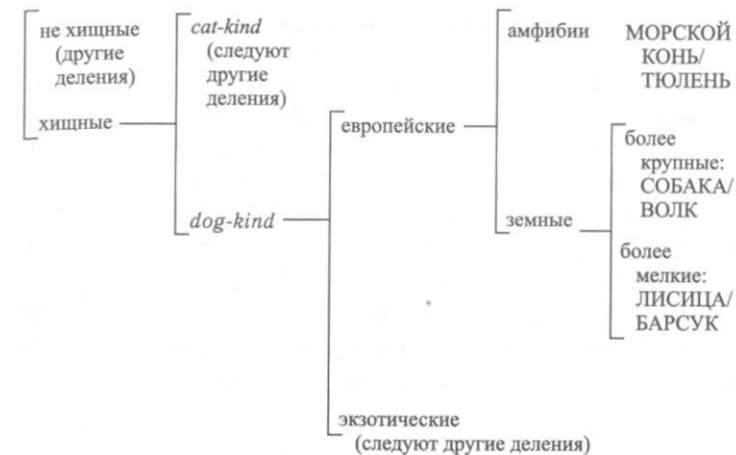 не хищные
(другие
деления)
хищные
cat-kind
(следуют
другие
деления)
dog-kind
европейские
экзотические
(следуют другие деления)
амфибии
земные
МОРСКОЙ
КОНЬ/
ТЮЛЕНЬ
более
крупные:
СОБАКА/
ВОЛК
более
мелкие:
ЛИСИЦА/
БАРСУК